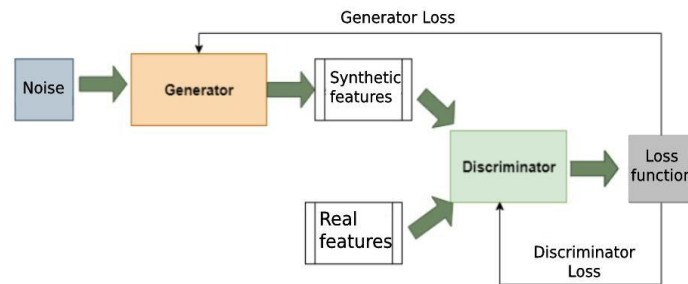 Generator Loss
Noise
Generator
Synthetic
features
Discriminator
Loss
function
Real
features
Discriminator
Loss